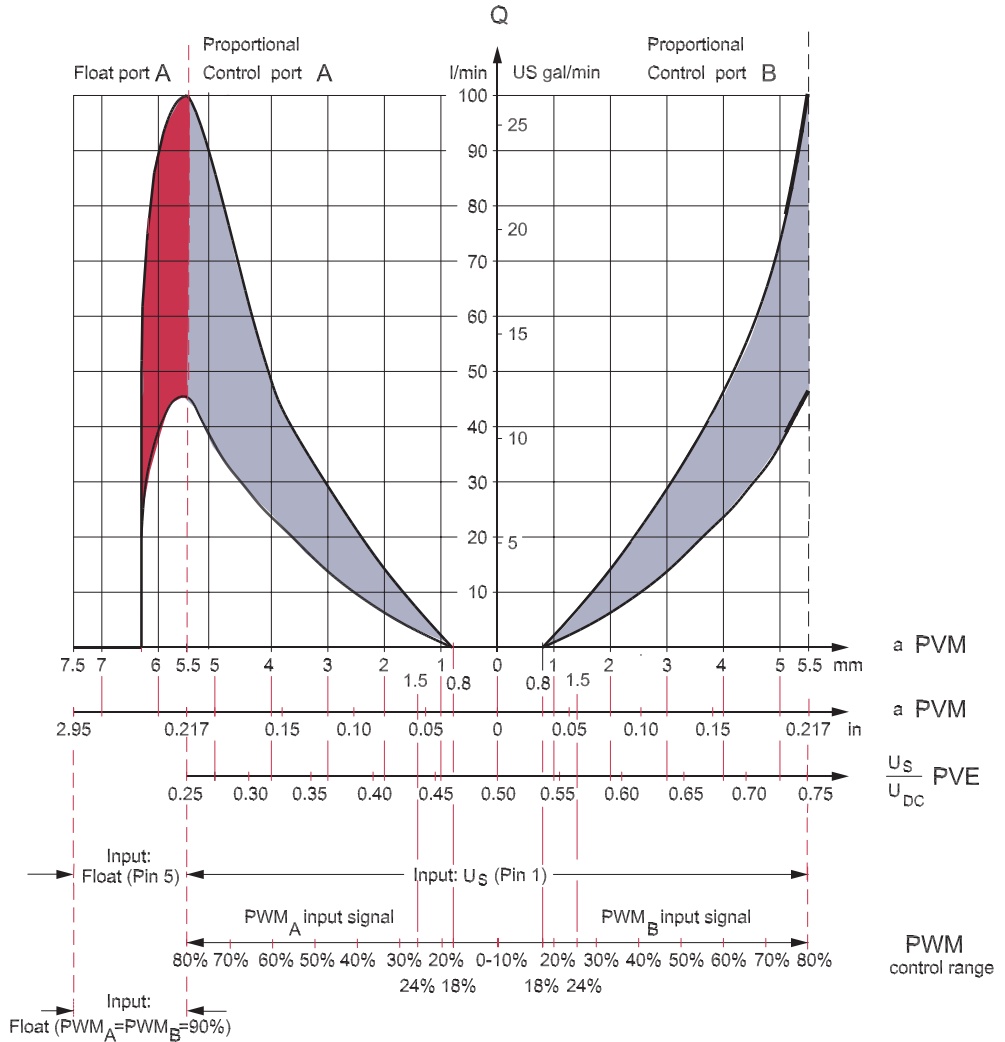 Q
Proportional
Proportional
Float port A
Control port A
l/min
US gal/min
Control port B
100
90
80
70
60
50
40
30
20
10
25
20
15
10
5
7.5 7 6 5.5 5 4 3 2 1 0 1 2 3 4 5 5.5 mm
a PVM
1.5 0.8 0.8 1.5
a PVM
2.95 0.217 0.15 0.10 0.05 0 0.05 0.10 0.15 0.217 in
U S / U DC PVE
0.25 0.30 0.35 0.40 0.45 0.50 0.55 0.60 0.65 0.70 0.75
Input:
Float (Pin 5)
Input: US (Pin 1)
PWM A input signal
PWM B input signal
PWM
control range
80% 70% 60% 50% 40% 30% 20% 0-10% 20% 30% 40% 50% 60% 70% 80%
24% 18% 18% 24%
Input:
Float (PWM A=PWM B=90%)